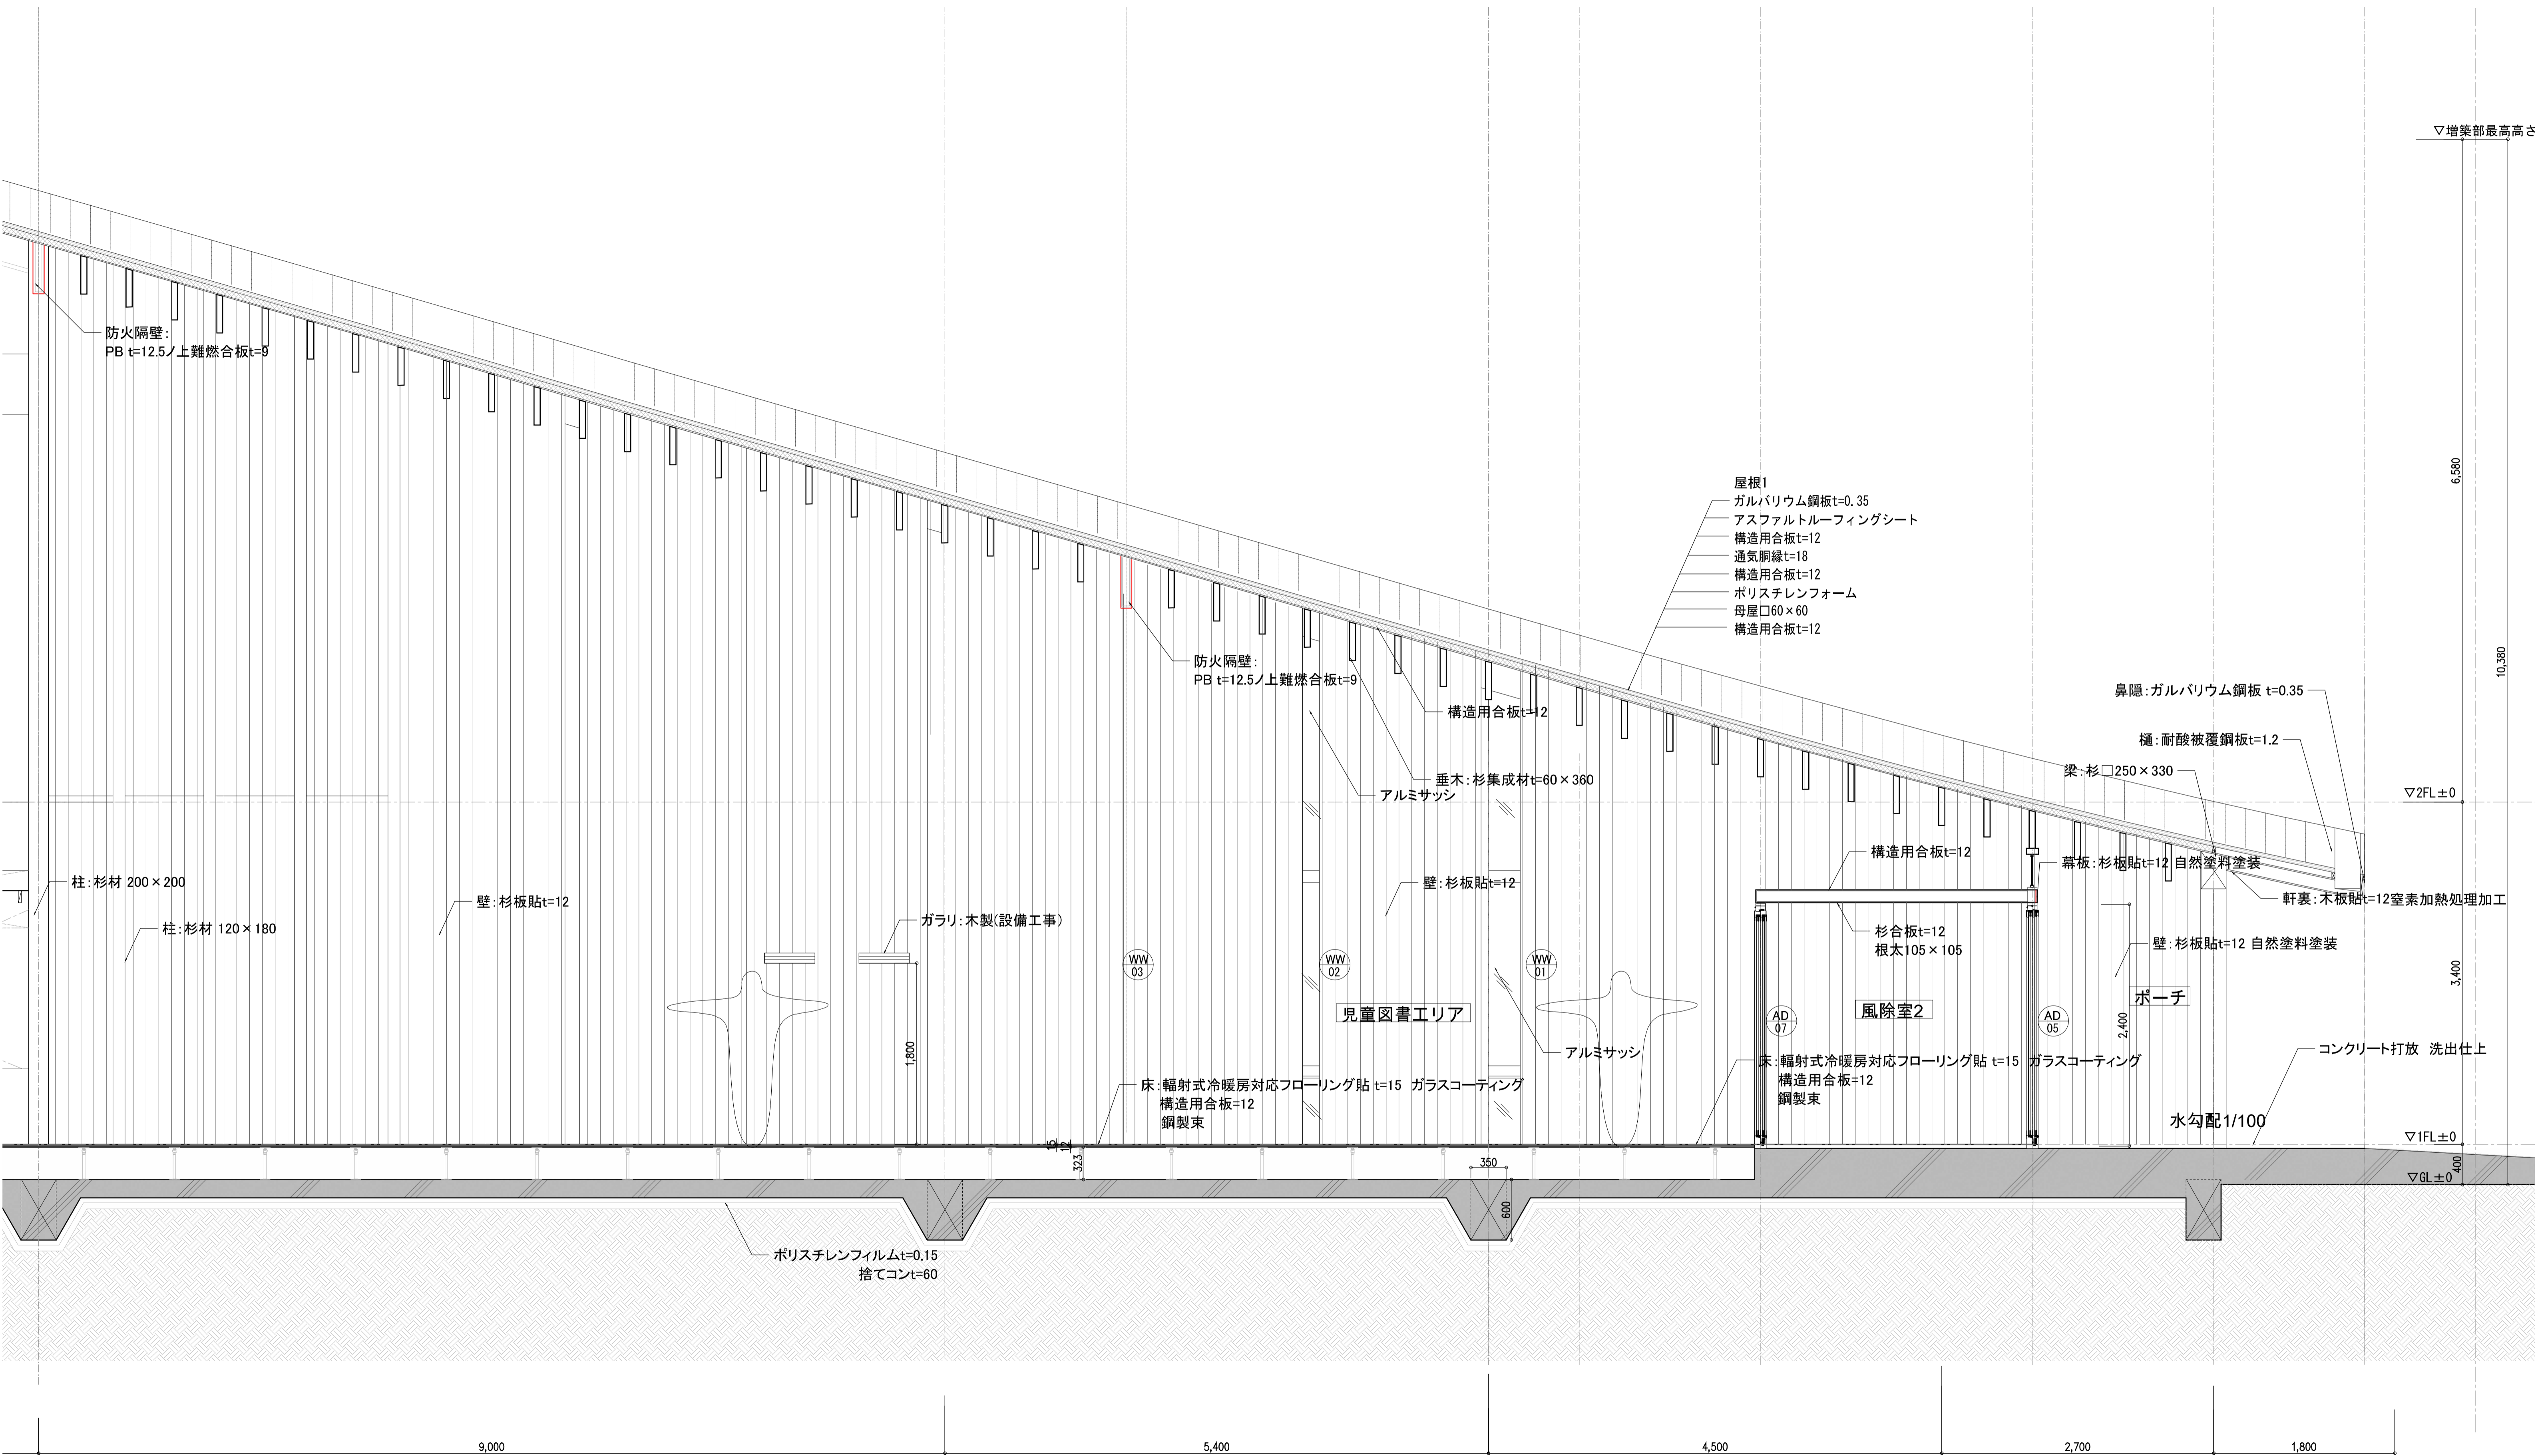 ▽増築部最高高さ
防火隔壁:
PB t=12.5ノ上難燃合板t=9
6,580
屋根1
ガルバリウム鋼板t=0.35
アスファルトルーフィングシート
構造用合板t=12
通気胴縁t=18
構造用合板t=12
ポリスチレンフォーム
母屋□60×60
構造用合板t=12
10,380
防火隔壁:
PB t=12.5ノ上難燃合板t=9
鼻隠:ガルバリウム鋼板 t=0.35
構造用合板t=12
樋:耐酸被覆鋼板t=1.2
梁:杉□250×330
垂木:杉集成材t=60×360
アルミサッシ
▽2FL±0
構造用合板t=12
幕板:杉板貼t=12 自然塗料塗装
柱:杉材 200×200
壁:杉板貼t=12
壁:杉板貼t=12
軒裏:木板貼t=12窒素加熱処理加工
ガラリ:木製(設備工事)
柱:杉材 120×180
杉合板t=12
根太105×105
壁:杉板貼t=12 自然塗料塗装
WW
03
WW
02
WW
01
3,400
児童図書エリア
風除室2
ポーチ
AD
07
AD
05
2,400
1,800
アルミサッシ
コンクリート打放 洗出仕上
床:輻射式冷暖房対応フローリング貼 t=15 ガラスコーティング
構造用合板=12
鋼製束
床:輻射式冷暖房対応フローリング貼 t=15 ガラスコーティング
構造用合板=12
鋼製束
水勾配1/100
▽1FL±0
15
12
323
350
400
▽GL±0
600
ポリスチレンフィルムt=0.15
捨てコンt=60
9,000
5,400
4,500
2,700
1,800